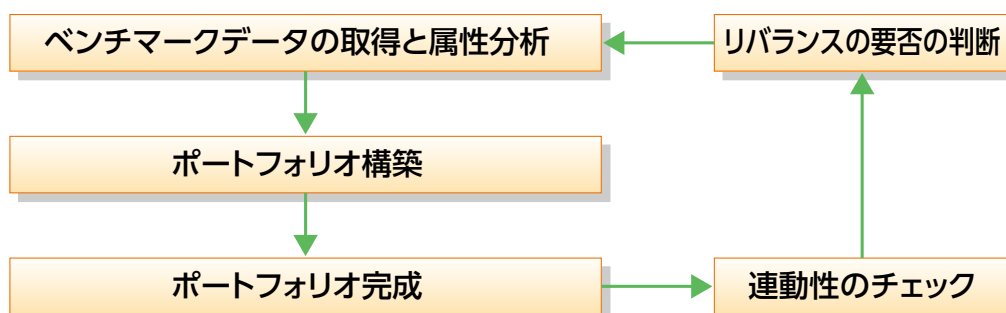 ベンチマークデータの取得と属性分析
リバランスの要否の判断
ポートフォリオ構築
ポートフォリオ完成
連動性のチェック